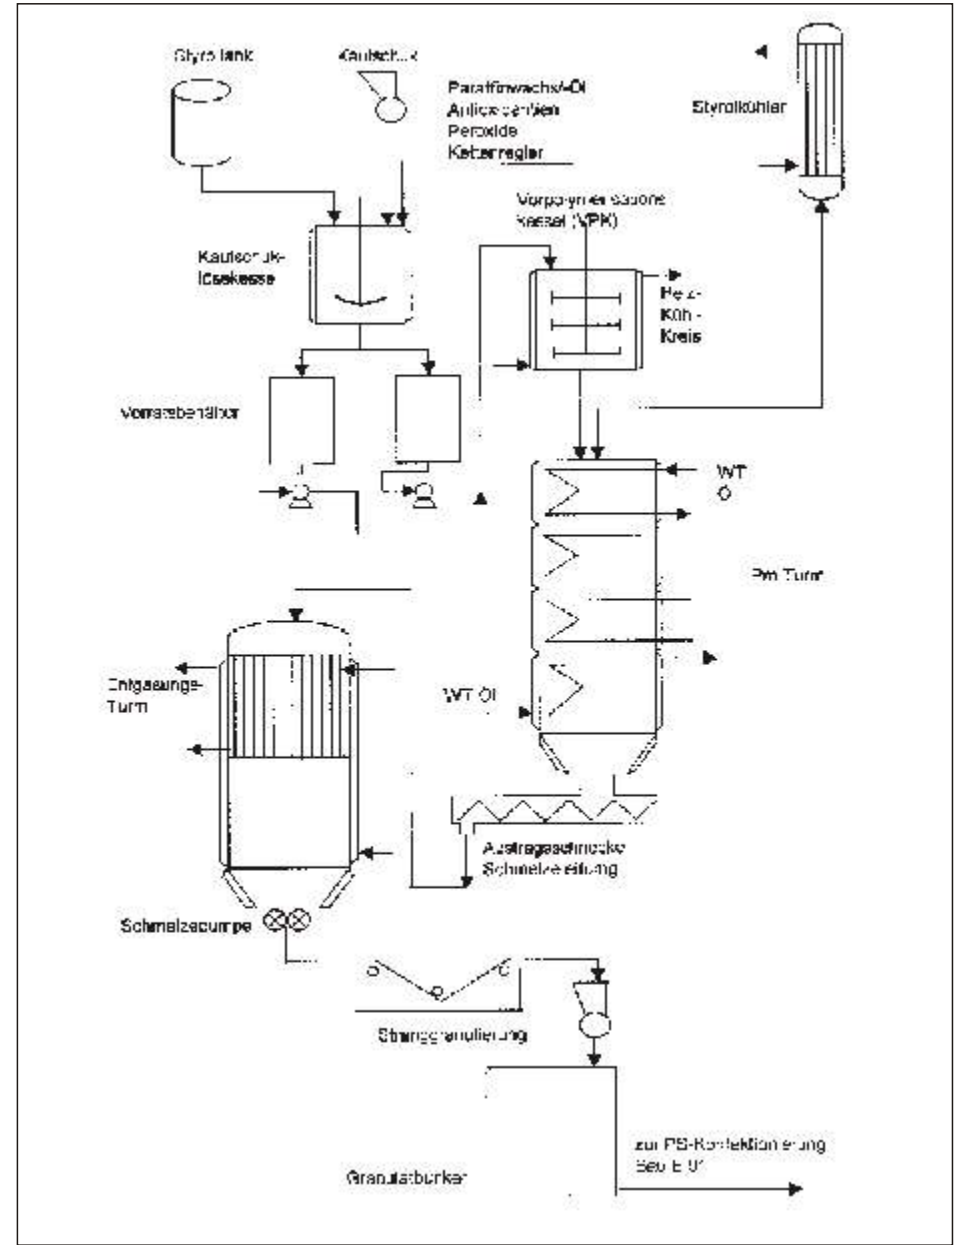 Styroltank
Kautschuk
Paraffinwachs/-Öl
Antioxidantien
Peroxide
Kettenregler
Styrolkühler
Vorpolymerisations
kessel (VPK)
Kautschuk-
lösekessel
Heiz-
Kühl-
Kreis
Vorratsbehälter
WT
Öl
Turm
Entgasungs-
Turm
WT Öl
Austragsschnecke
Schmelzeleitung
Schmelzepumpe
Stranggranulierung
zur PS-Konfektionierung
Granulatbunker